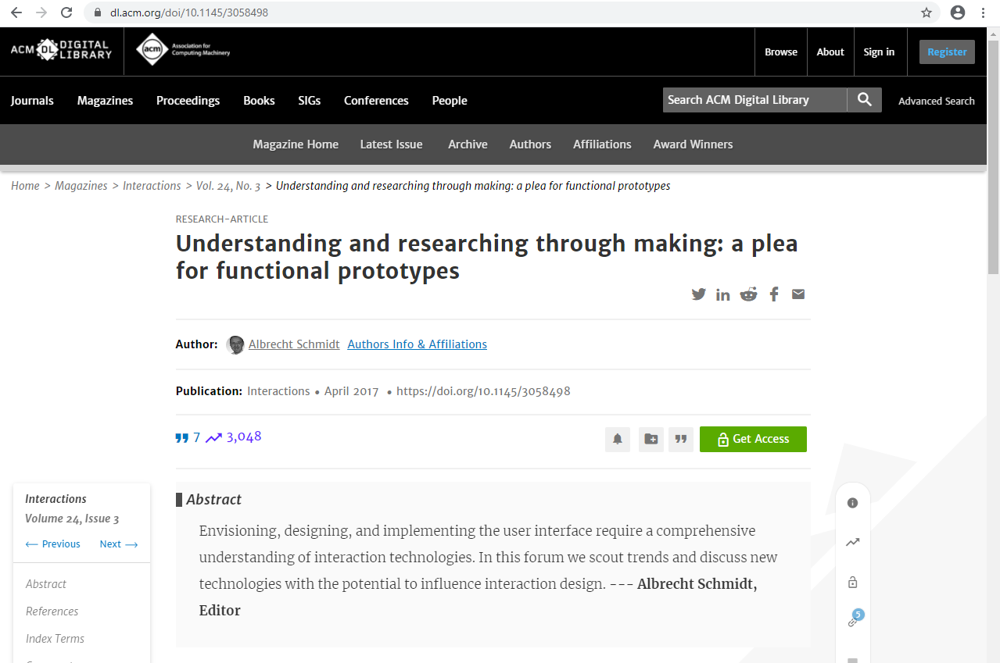 dl.acm.org/doi/10.1145/3058498
ACM DL DIGITAL LIBRARY
acm Association for Computing Machinery
Browse About Sign in Register
Journals Magazines Proceedings Books SIGs Conferences People
Search ACM Digital Library Advanced Search
Magazine Home Latest Issue Archive Authors Affiliations Award Winners
Home > Magazines > Interactions > Vol. 24, No. 3 > Understanding and researching through making: a plea for functional prototypes
RESEARCH-ARTICLE
Understanding and researching through making: a plea
for functional prototypes
Author: Albrecht Schmidt Authors Info & Affiliations
Publication: Interactions • April 2017 • https://doi.org/10.1145/3058498
7 3,048
Get Access
Interactions
Volume 24, Issue 3
Previous Next
Abstract
References
Index Terms
Abstract
Envisioning, designing, and implementing the user interface require a comprehensive
understanding of interaction technologies. In this forum we scout trends and discuss new
technologies with the potential to influence interaction design. --- Albrecht Schmidt,
Editor
5